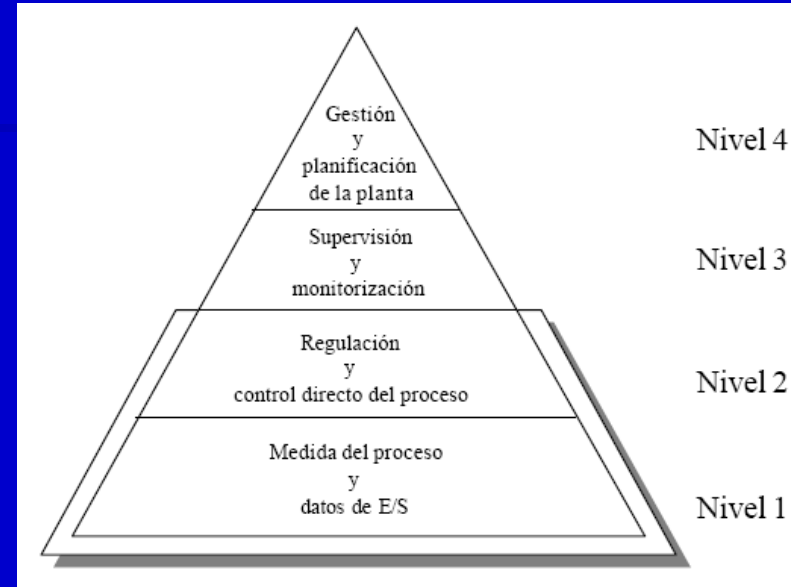 Gestión
y
planificación
de la planta
Nivel 4
Supervisión
y
monitorización
Nivel 3
Regulación
y
control directo del proceso
Nivel 2
Medida del proceso
y
datos de E/S
Nivel 1